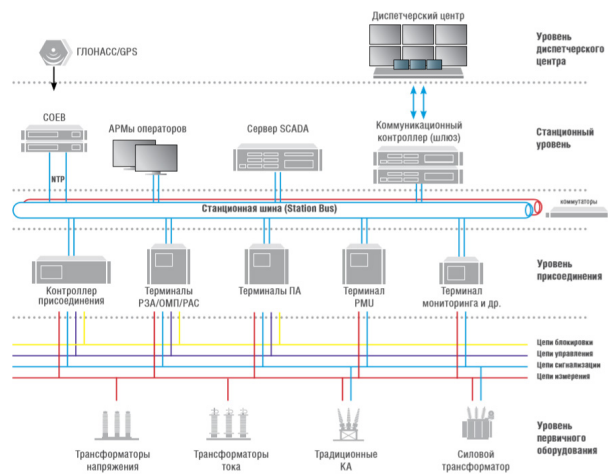 Диспетчерский центр
ГЛОНАСС/GPS
Уровень
диспетчерского
центра
СОЕВ
АРМы операторов
Сервер SCADA
Коммуникационный
контроллер (шлюз)
Станционный
уровень
NTP
Станционная шина (Station Bus)
коммутаторы
Контроллер
присоединения
Терминалы
РЗА/ОМП/РАС
Терминалы ПА
Терминал
PMU
Терминал
мониторинга и др.
Уровень
присоединения
Цепи блокировки
Цепи управления
Цепи сигнализации
Цепи измерения
Трансформаторы
напряжения
Трансформаторы
тока
Традиционные
КА
Силовой
трансформатор
Уровень
первичного
оборудования